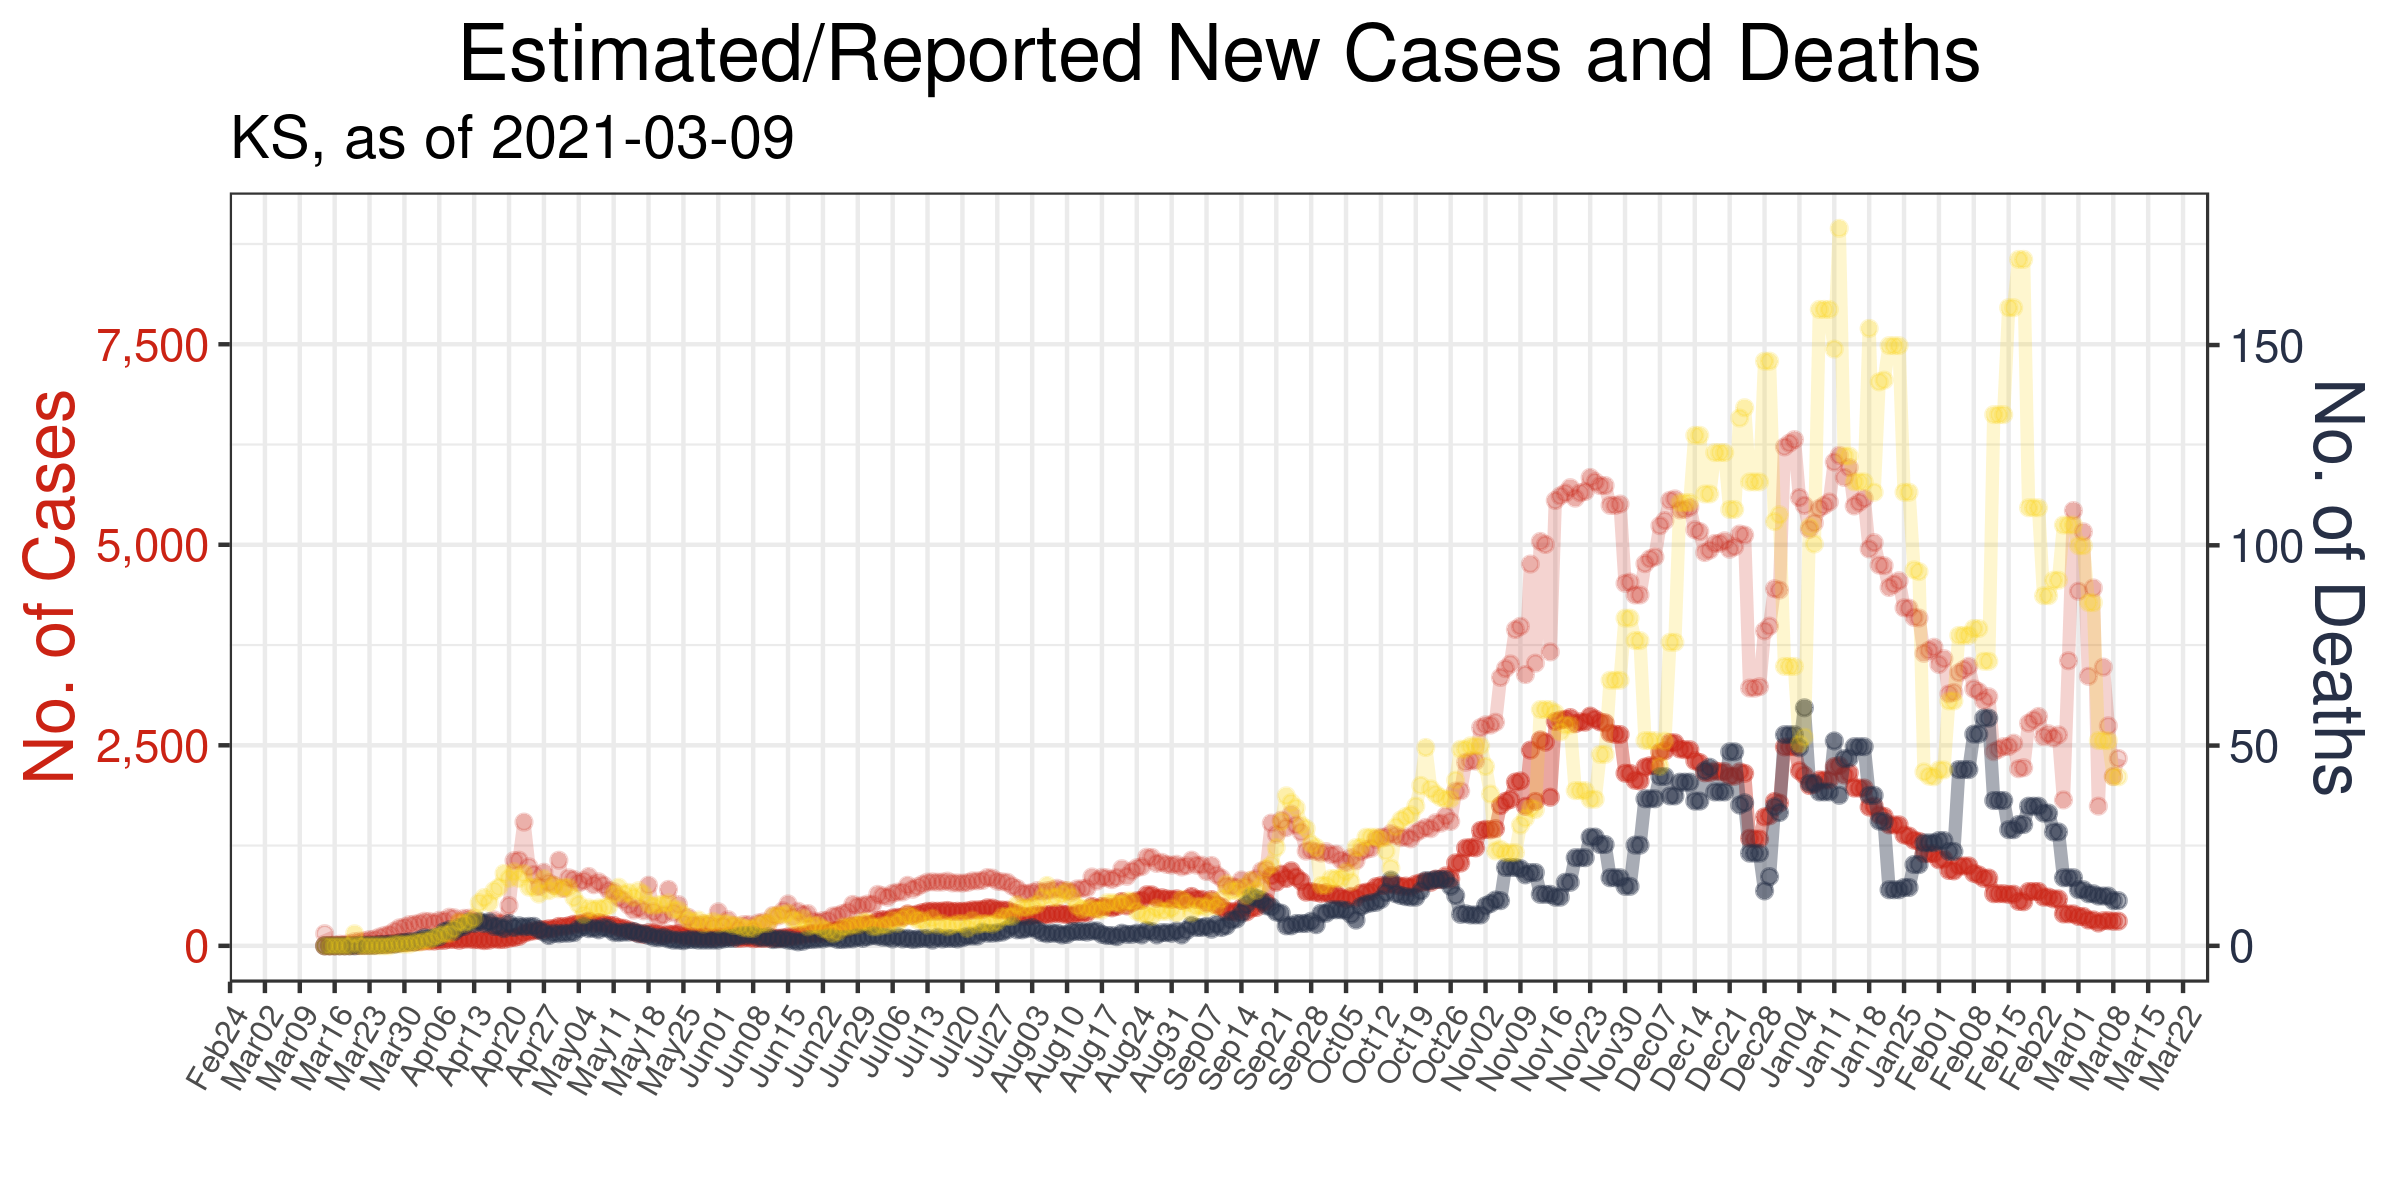 Estimated/Reported New Cases and Deaths
KS, as of 2021-03-09
No. of Cases
7,500
5,000
2,500
0
150
100
50
0
No. of Deaths
Feb24
Mar02
Mar09
Mar16
Mar23
Mar30
Apr06
Apr13
Apr20
Apr27
May04
May11
May18
May25
Jun01
Jun08
Jun15
Jun22
Jun29
Jul06
Jul13
Jul20
Jul27
Aug03
Aug10
Aug17
Aug24
Aug31
Sep07
Sep14
Sep21
Sep28
Oct05
Oct12
Oct19
Oct26
Nov02
Nov09
Nov16
Nov23
Nov30
Dec07
Dec14
Dec21
Dec28
Jan04
Jan11
Jan18
Jan25
Feb01
Feb08
Feb15
Feb22
Mar01
Mar08
Mar15
Mar22